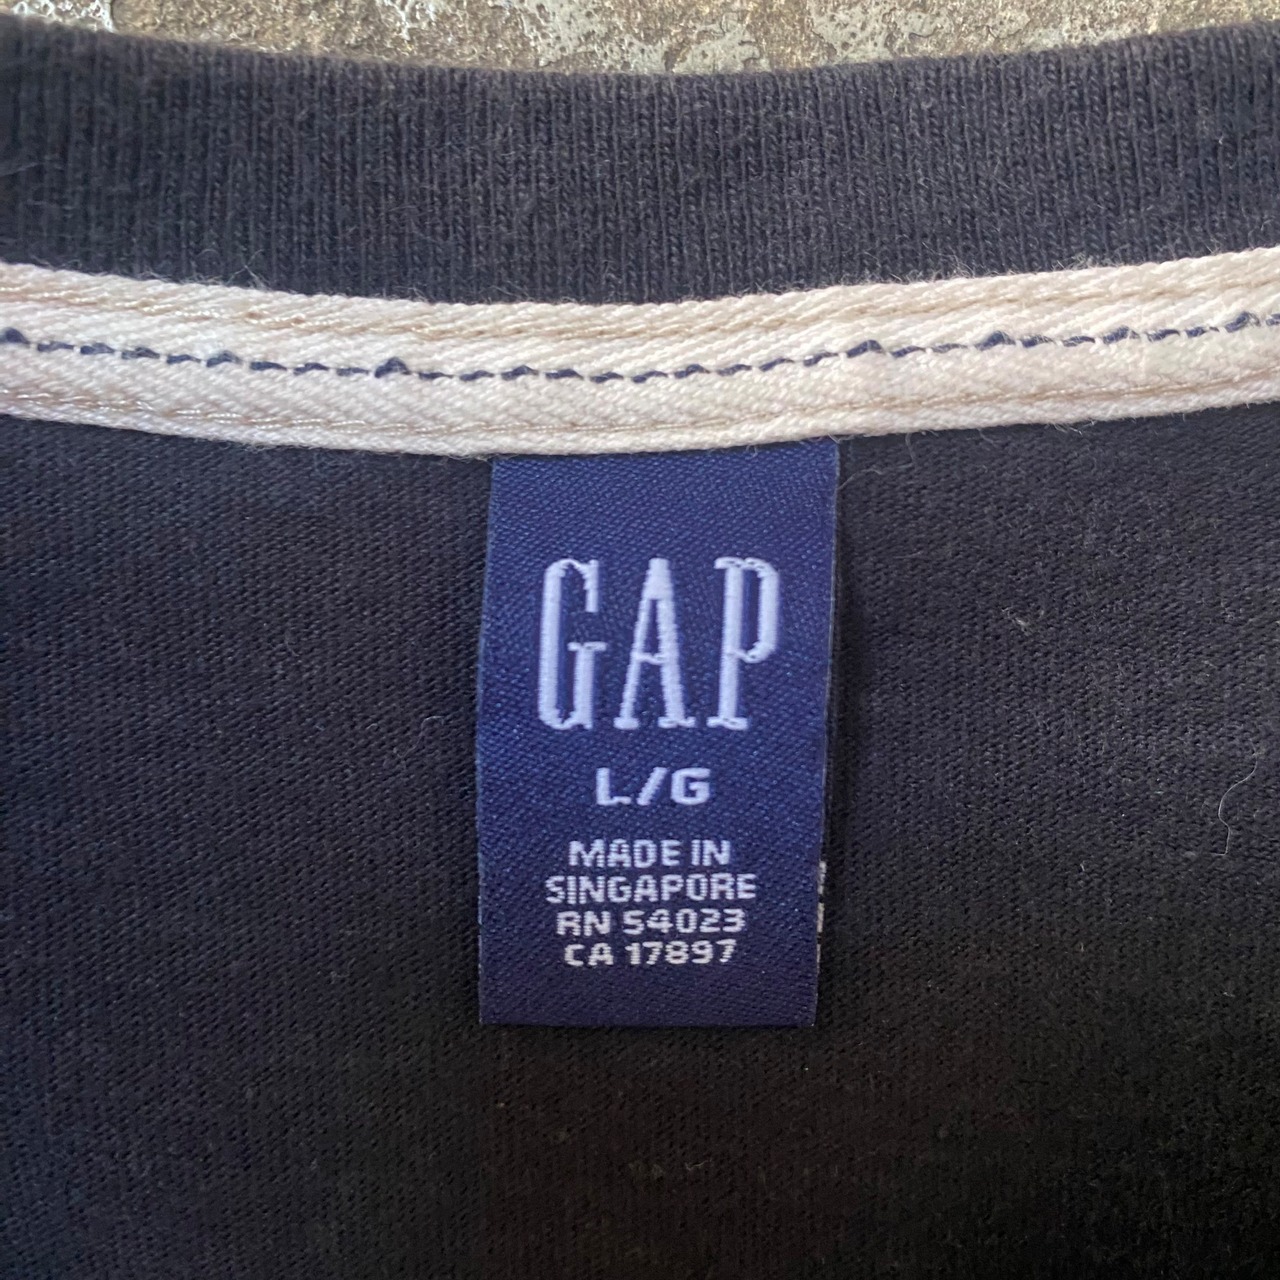 GAP
L/G
MADE IN
SINGAPORE
RN 54023
CA 17897